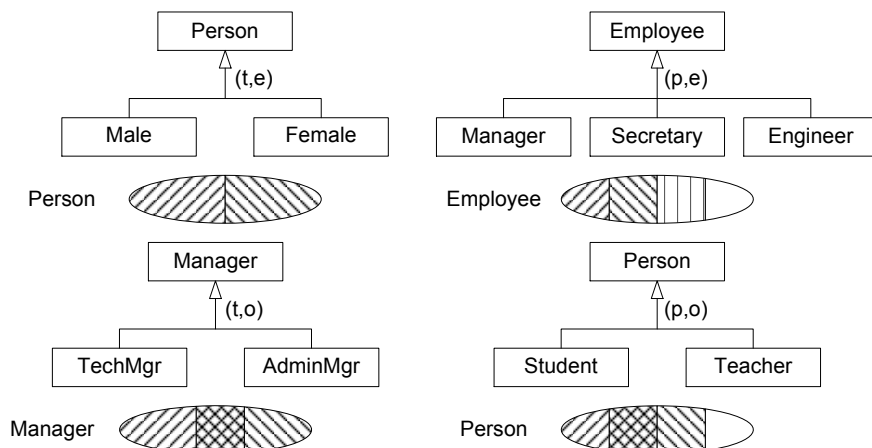 Person
(t,e)
Male Female
Person
Employee
(p,e)
Manager Secretary Engineer
Employee
Manager
(t,o)
TechMgr AdminMgr
Manager
Person
(p,o)
Student Teacher
Person